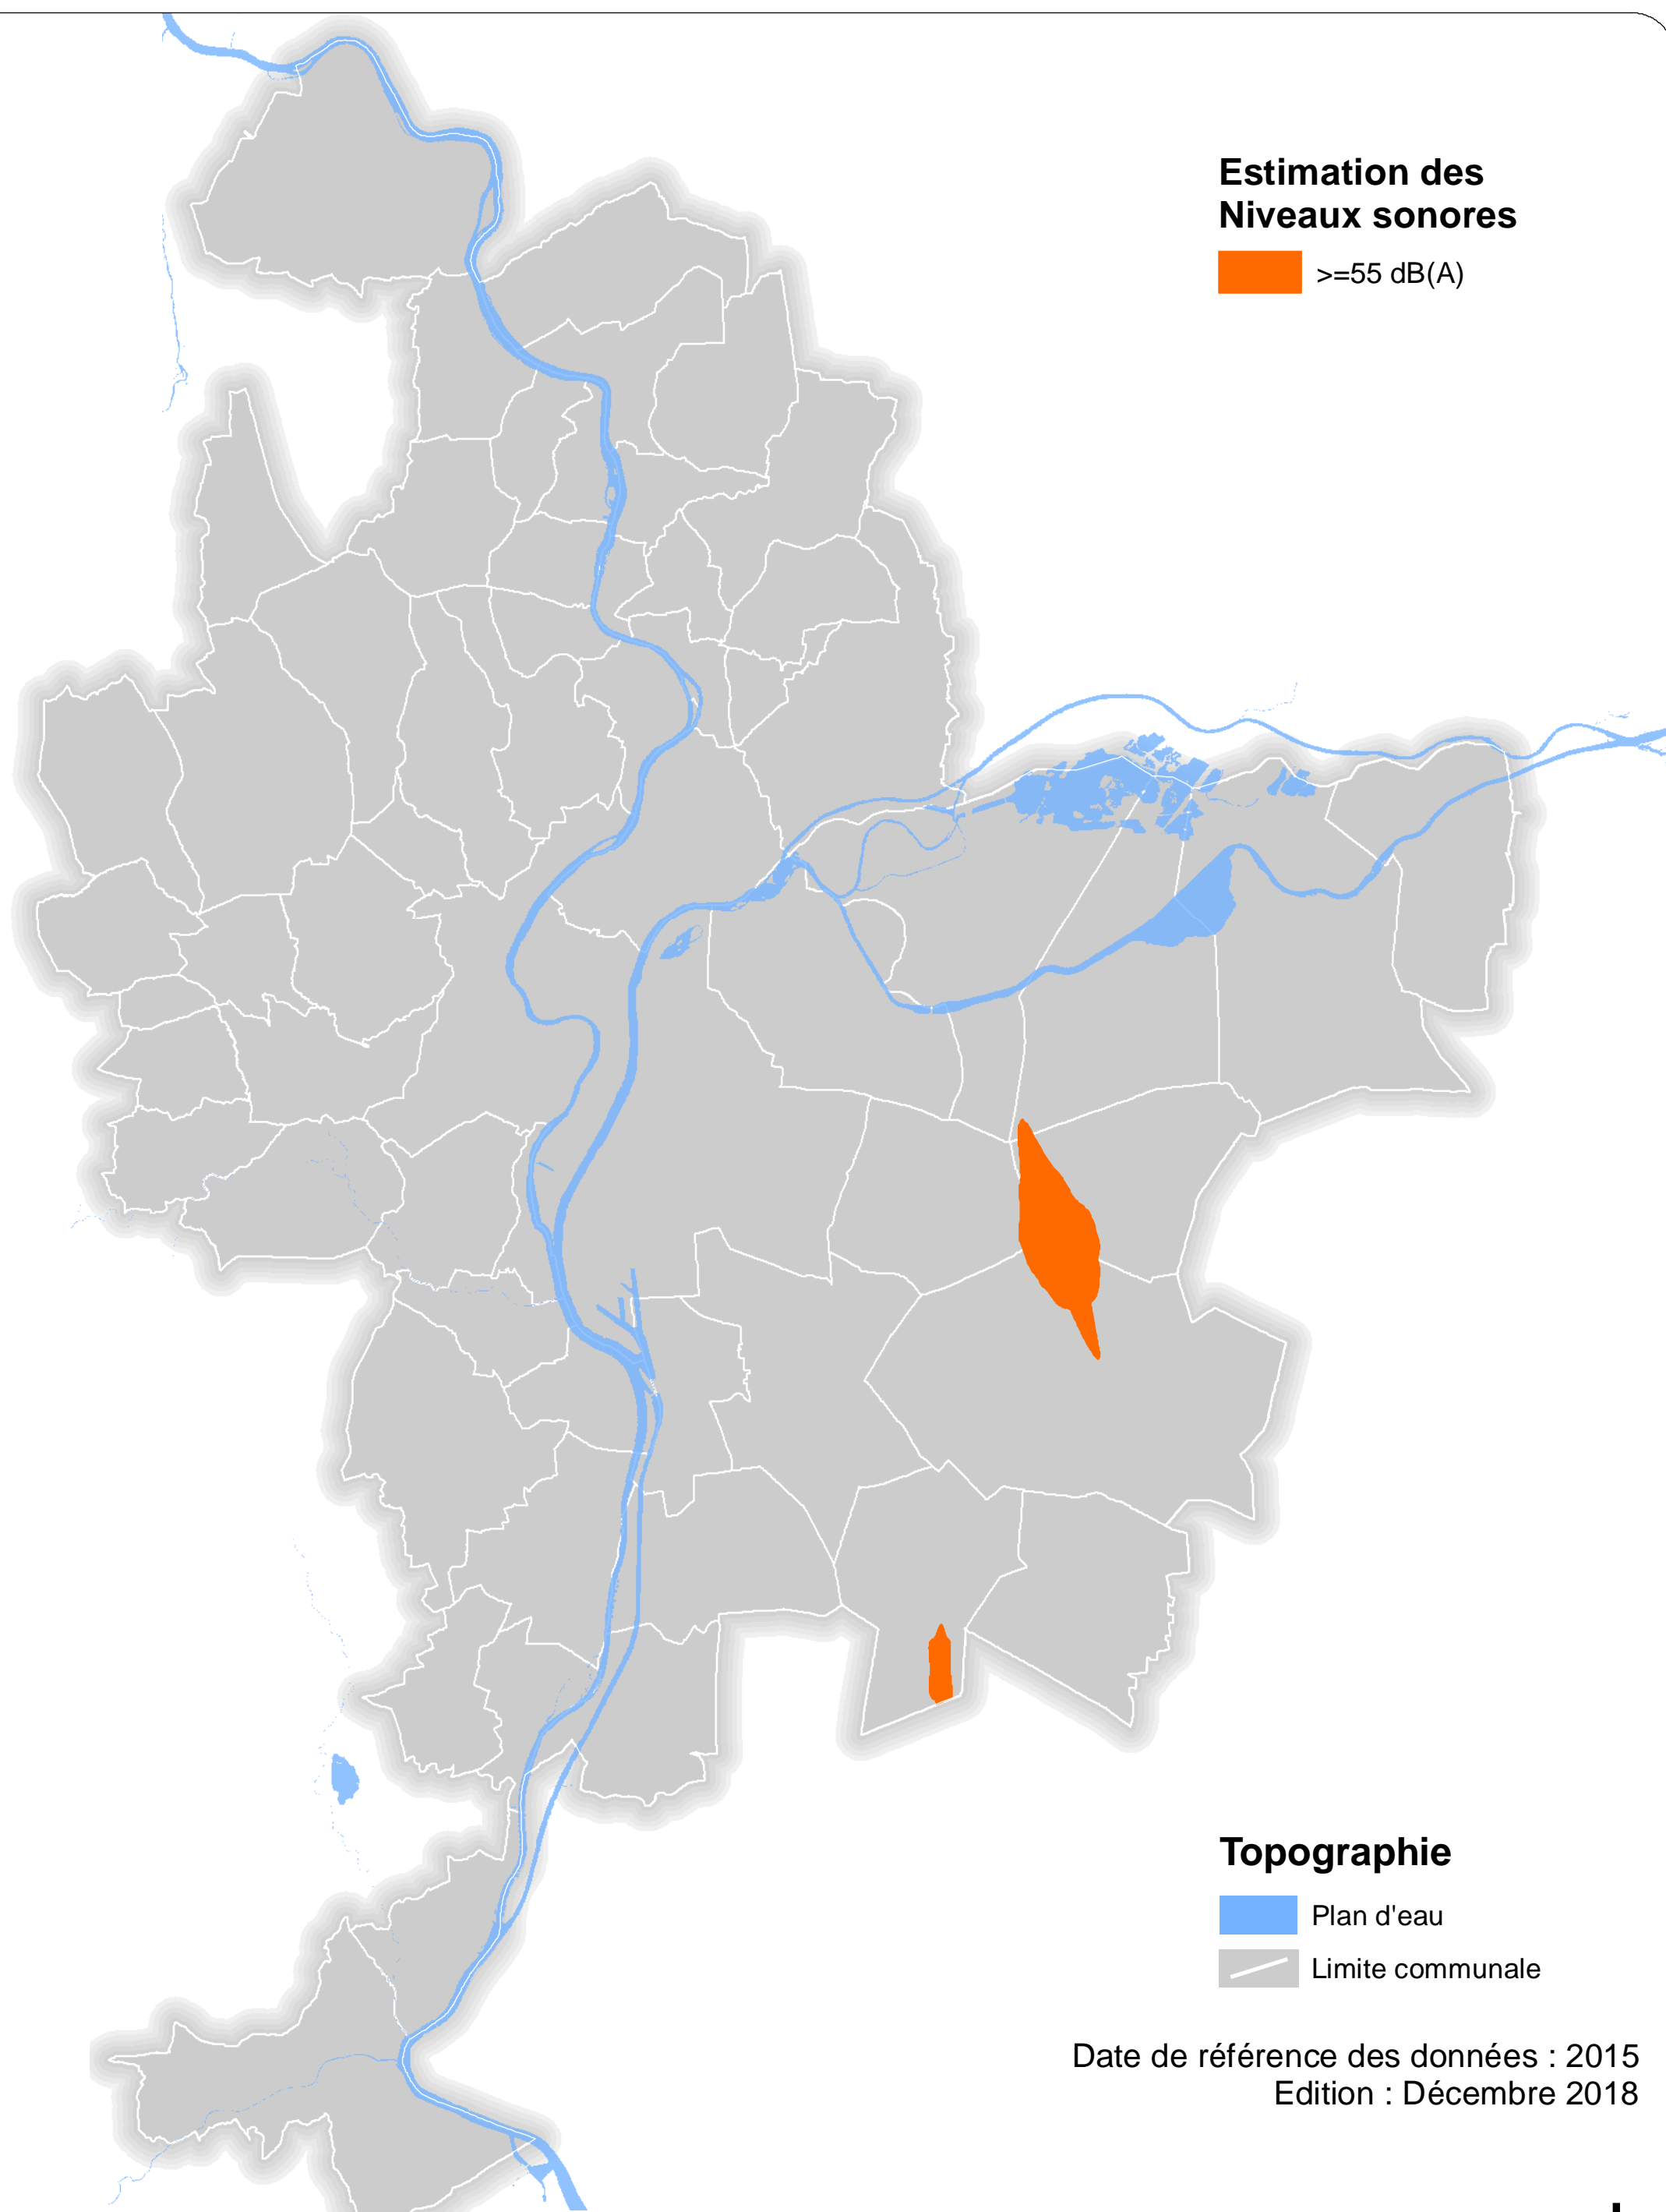 Estimation des
Niveaux sonores
>=55 dB(A)
Topographie
Plan d'eau
Limite communale
Date de référence des données : 2015
Edition : Décembre 2018